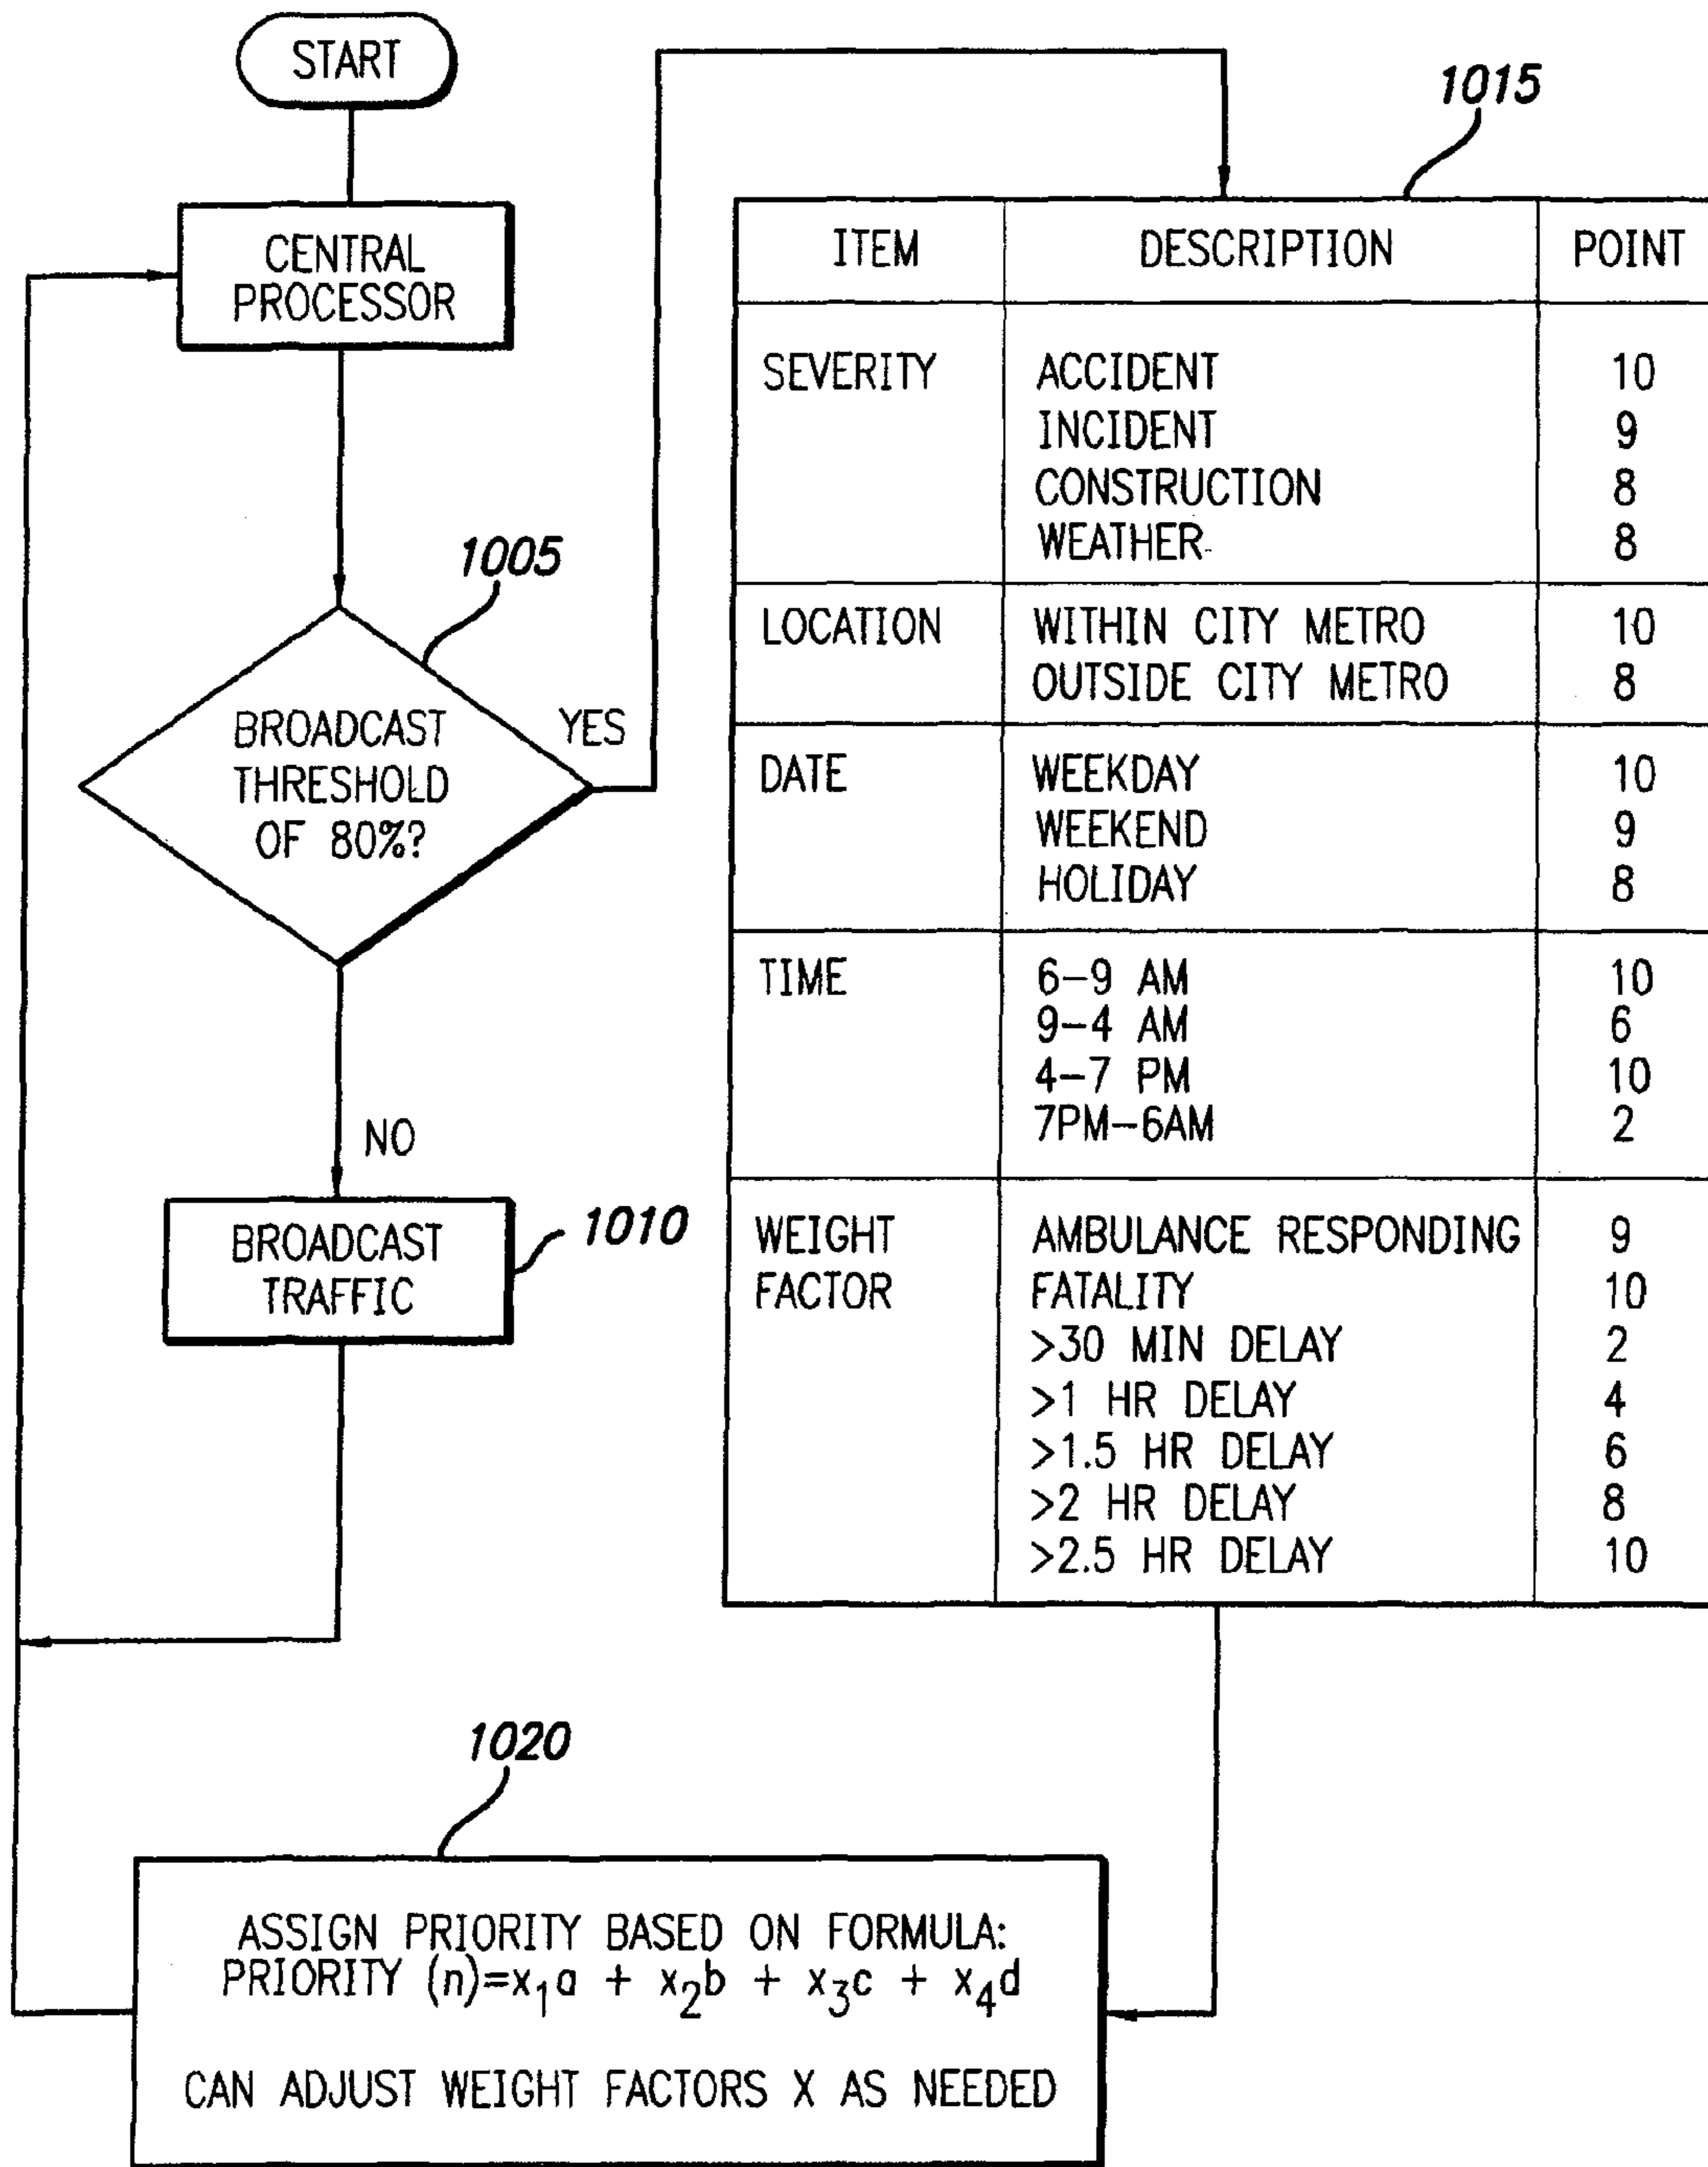 START
CENTRAL
PROCESSOR
1005
BROADCAST
THRESHOLD
OF 80%?
YES
NO
BROADCAST
TRAFFIC
1010
1015
ITEM DESCRIPTION POINT
SEVERITY ACCIDENT 10
INCIDENT 9
CONSTRUCTION 8
WEATHER 8
LOCATION WITHIN CITY METRO 10
OUTSIDE CITY METRO 8
DATE WEEKDAY 10
WEEKEND 9
HOLIDAY 8
TIME 6-9 AM 10
9-4 AM 6
4-7 PM 10
7PM-6AM 2
WEIGHT AMBULANCE RESPONDING 9
FACTOR FATALITY 10
>30 MIN DELAY 2
>1 HR DELAY 4
>1.5 HR DELAY 6
>2 HR DELAY 8
>2.5 HR DELAY 10
1020
ASSIGN PRIORITY BASED ON FORMULA:
PRIORITY (n)=x₁a + x₂b + x₃c + x₄d
CAN ADJUST WEIGHT FACTORS X AS NEEDED